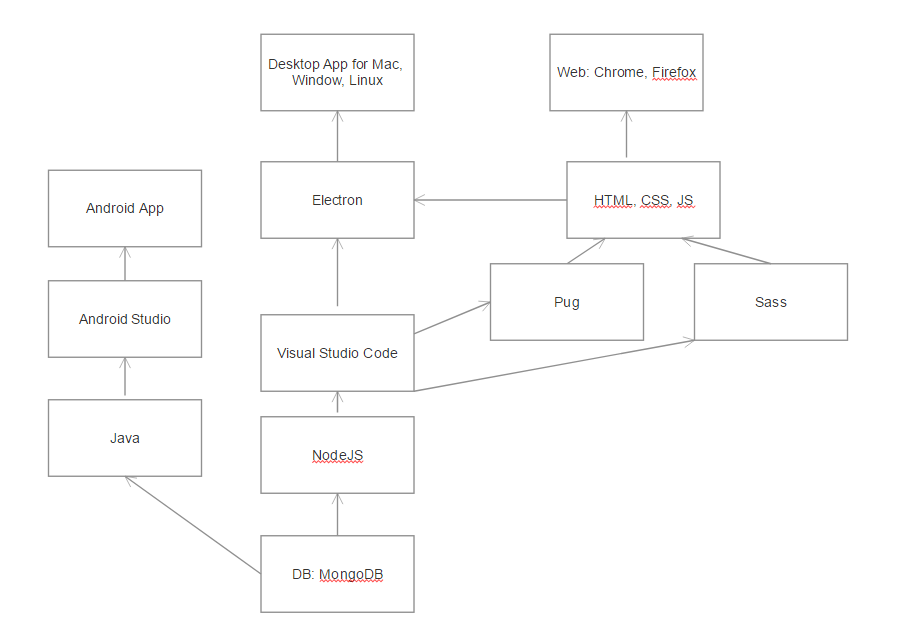 Desktop App for Mac,
Window, Linux
Web: Chrome, Firefox
Android App
Electron
HTML, CSS, JS
Android Studio
Pug
Sass
Visual Studio Code
Java
NodeJS
DB: MongoDB